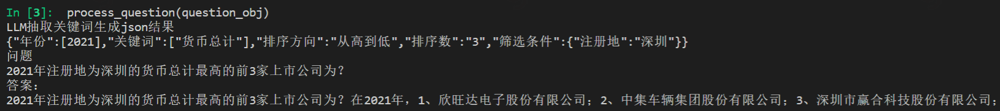 In [3]: process_question(question_obj)
LLM抽取关键词生成json结果
{"年份":[2021],"关键词":["货币总计"],"排序方向":"从高到低","排序数":"3","筛选条件":{"注册地":"深圳"}}
问题
2021年注册地为深圳的货币总计最高的前3家上市公司为?
答案:
2021年注册地为深圳的货币总计最高的前3家上市公司为? 在2021年，1、欣旺达电子股份有限公司; 2、中集车辆集团股份有限公司; 3、深圳市赢合科技股份有限公司;